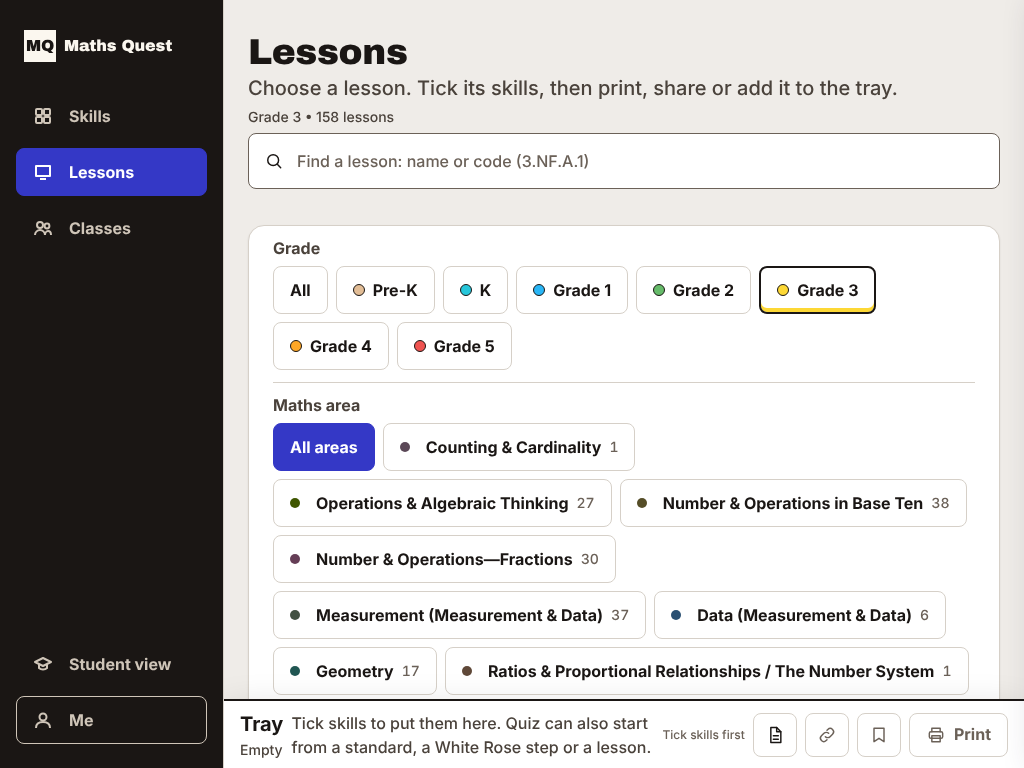 MQ Maths Quest
Skills
Lessons
Classes
Student view
Me
Lessons
Choose a lesson. Tick its skills, then print, share or add it to the tray.
Grade 3 • 158 lessons
Find a lesson: name or code (3.NF.A.1)
Grade
All
Pre-K
K
Grade 1
Grade 2
Grade 3
Grade 4
Grade 5
Maths area
All areas
Counting & Cardinality 1
Operations & Algebraic Thinking 27
Number & Operations in Base Ten 38
Number & Operations—Fractions 30
Measurement (Measurement & Data) 37
Data (Measurement & Data) 6
Geometry 17
Ratios & Proportional Relationships / The Number System 1
Tray
Empty
Tick skills to put them here. Quiz can also start
from a standard, a White Rose step or a lesson.
Tick skills first
Print